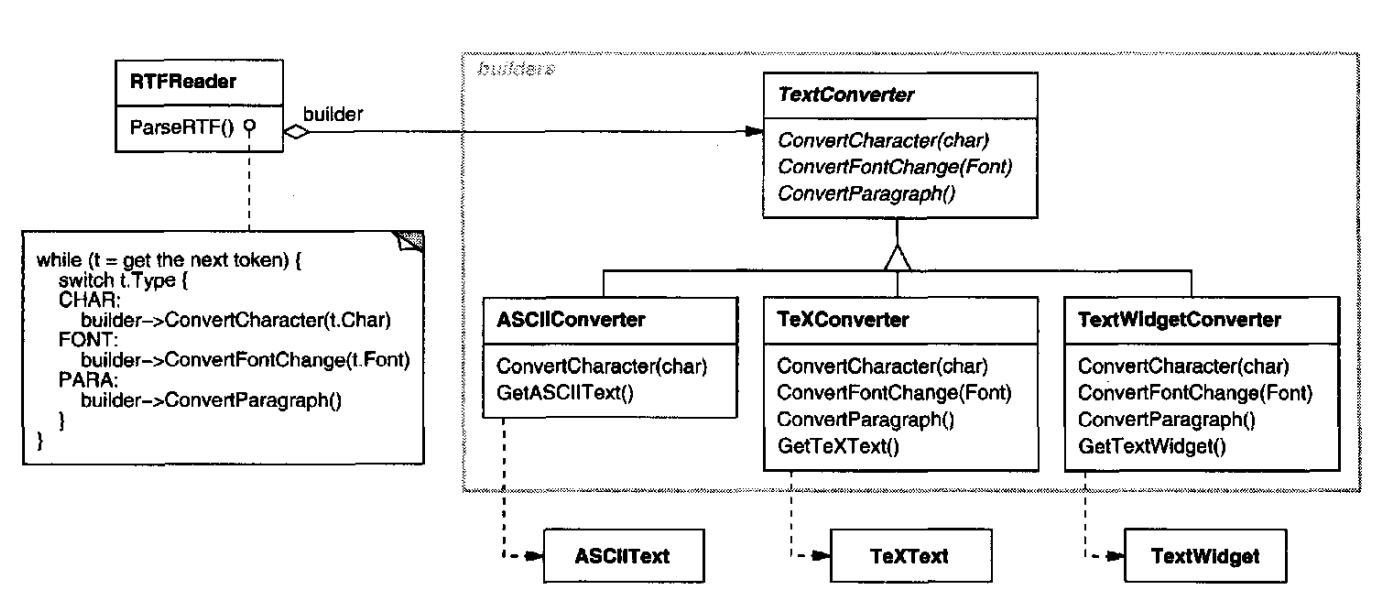 builders
RTFReader
ParseRTF()
builder
TextConverter
ConvertCharacter(char)
ConvertFontChange(Font)
ConvertParagraph()
while (t = get the next token) {
switch t.Type {
CHAR:
builder->ConvertCharacter(t.Char)
FONT:
builder->ConvertFontChange(t.Font)
PARA:
builder->ConvertParagraph()
}
}
ASCIIConverter
ConvertCharacter(char)
GetASCIIText()
TeXConverter
ConvertCharacter(char)
ConvertFontChange(Font)
ConvertParagraph()
GetTeXText()
TextWidgetConverter
ConvertCharacter(char)
ConvertFontChange(Font)
ConvertParagraph()
GetTextWidget()
ASCIIText
TeXText
TextWidget